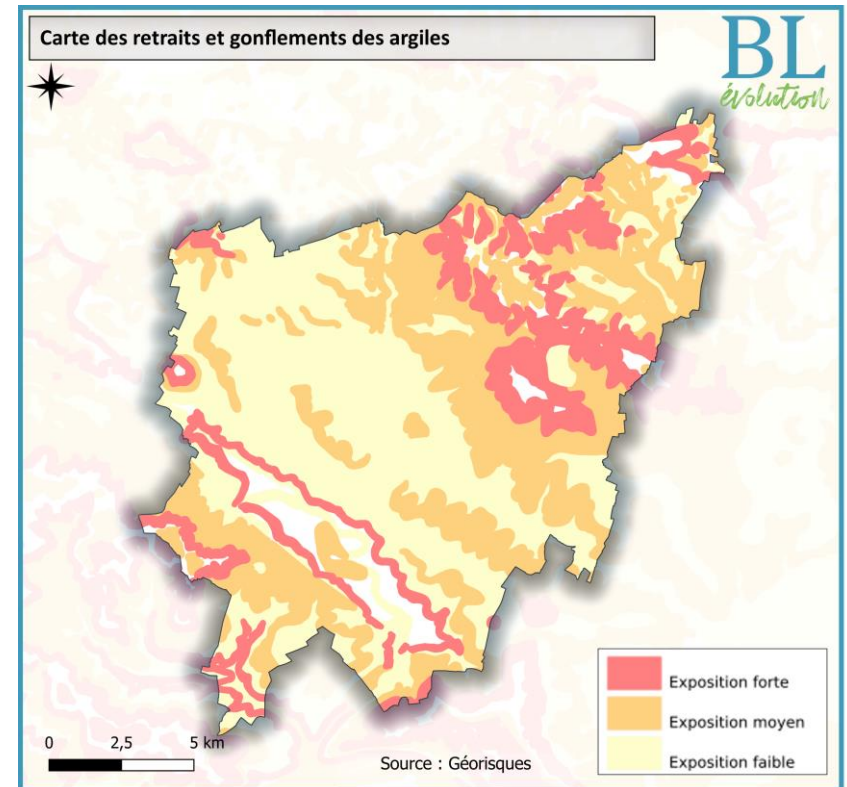 Carte des retraits et gonflements des argiles
BL
évolution
Exposition forte
Exposition moyen
Exposition faible
0 2,5 5 km
Source : Géorisques